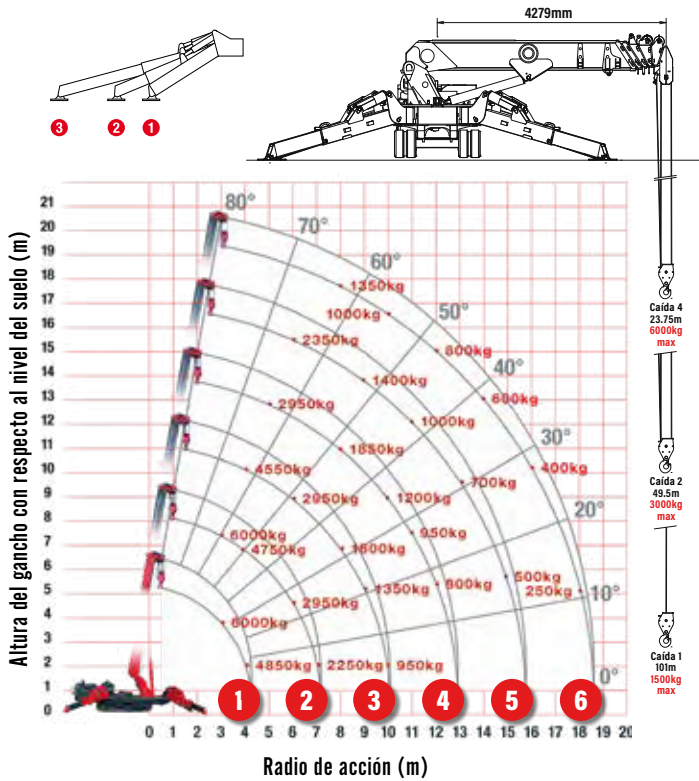 4279mm
3 2 1
Altura del gancho con respecto al nivel del suelo (m)
21
20
19
18
17
16
15
14
13
12
11
10
9
8
7
6
5
4
3
2
1
0
80°
70°
60°
50°
40°
30°
20°
10°
0°
1350kg
1000kg
2350kg
800kg
1400kg
600kg
2950kg
1000kg
1850kg
400kg
4550kg
700kg
2950kg
1200kg
6000kg
950kg
4750kg
1600kg
1350kg
800kg
500kg
250kg
2950kg
6000kg
4850kg
2250kg
950kg
1 2 3 4 5 6
0 1 2 3 4 5 6 7 8 9 10 11 12 13 14 15 16 17 18 19 20
Radio de acción (m)
Caída 4
23.75m
6000kg
max
Caída 2
49.5m
3000kg
max
Caída 1
101m
1500kg
max